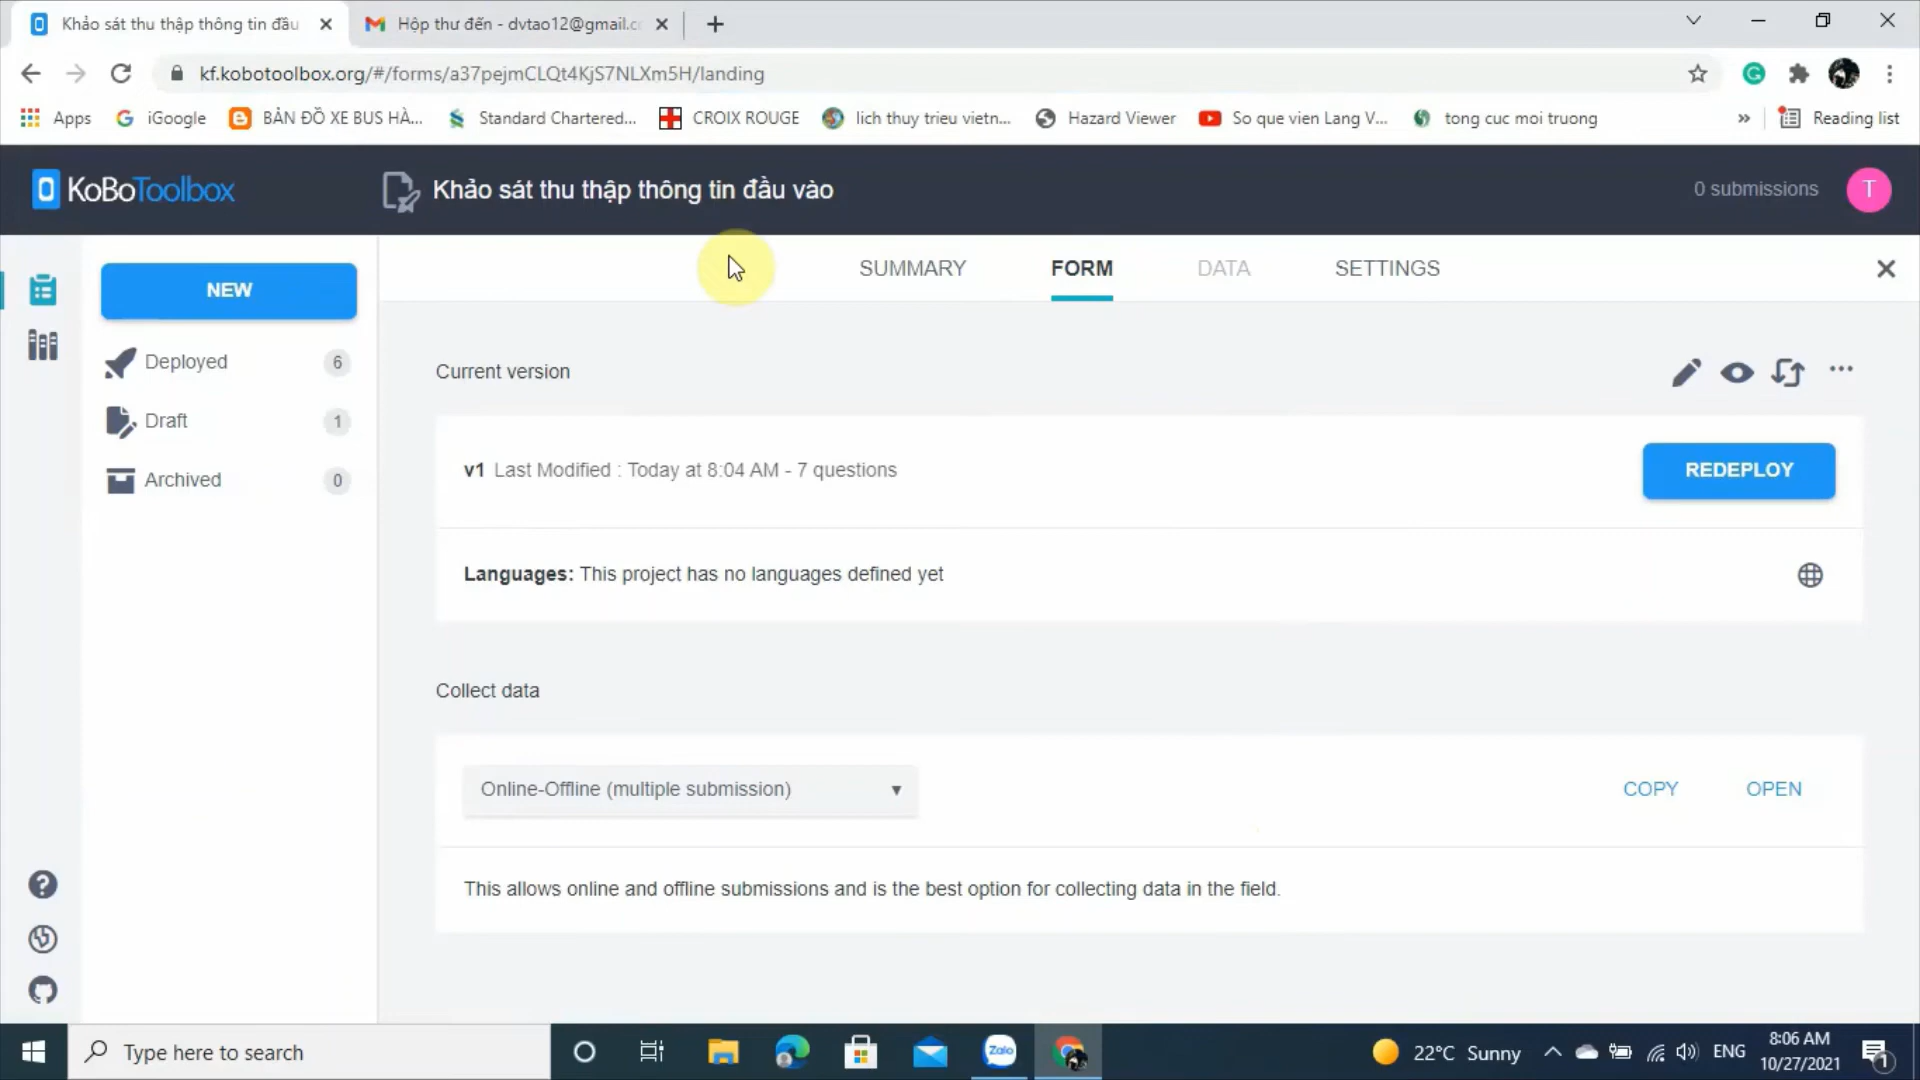 Khảo sát thu thập thông tin đầu
Hộp thư đến - dvtao12@gmail.c
kf.kobotoolbox.org/#/forms/a37pejmCLQt4KjS7NLXm5H/landing
Apps
iGoogle
BẢN ĐỒ XE BUS HÀ...
Standard Chartered...
CROIX ROUGE
lich thuy trieu vietn...
Hazard Viewer
So que vien Lang V...
tong cuc moi truong
»
Reading list
KoBoToolbox
Khảo sát thu thập thông tin đầu vào
0 submissions
T
SUMMARY
FORM
DATA
SETTINGS
NEW
Deployed 6
Draft 1
Archived 0
Current version
v1 Last Modified : Today at 8:04 AM - 7 questions
REDEPLOY
Languages: This project has no languages defined yet
Collect data
Online-Offline (multiple submission)
COPY
OPEN
This allows online and offline submissions and is the best option for collecting data in the field.
Type here to search
Zalo
22°C Sunny
ENG
8:06 AM
10/27/2021
1